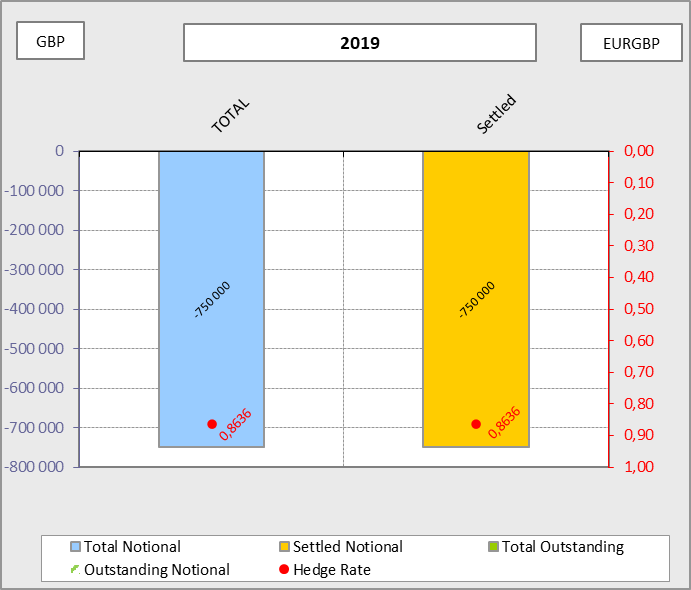 GBP
2019
EURGBP
TOTAL
Settled
0
-100 000
-200 000
-300 000
-400 000
-500 000
-600 000
-700 000
-800 000
-750 000
0,8636
-750 000
0,8636
0,00
0,10
0,20
0,30
0,40
0,50
0,60
0,70
0,80
0,90
1,00
Total Notional
Settled Notional
Total Outstanding
Outstanding Notional
Hedge Rate